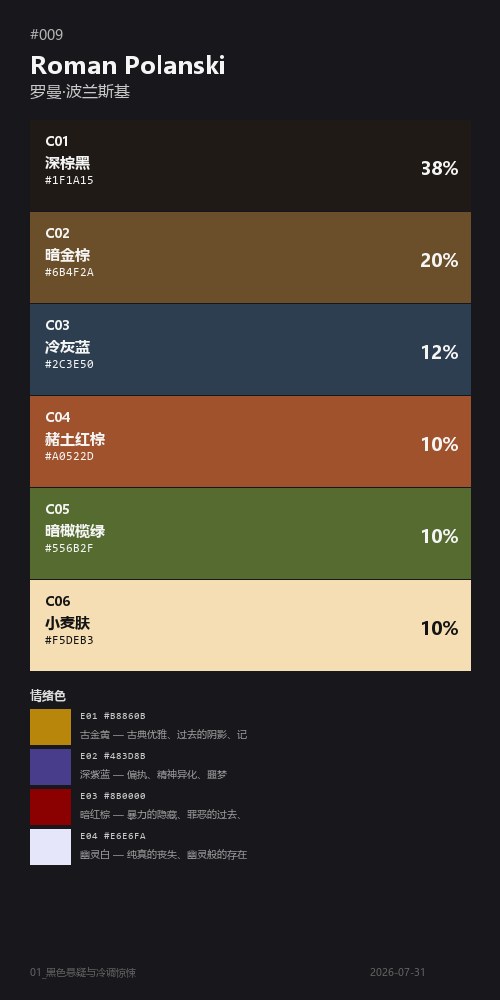 #009
Roman Polanski
罗曼·波兰斯基
C01
深棕黑
#1F1A15
38%
C02
暗金棕
#6B4F2A
20%
C03
冷灰蓝
#2C3E50
12%
C04
赭土红棕
#A0522D
10%
C05
暗橄榄绿
#556B2F
10%
C06
小麦肤
#F5DEB3
10%
情绪色
E01 #B8860B
古金黄 — 古典优雅、过去的阴影、记
E02 #483D8B
深紫蓝 — 偏执、精神异化、噩梦
E03 #8B0000
暗红棕 — 暴力的隐藏、罪恶的过去、
E04 #E6E6FA
幽灵白 — 纯真的丧失、幽灵般的存在
01_黑色悬疑与冷调惊悚
2026-07-31